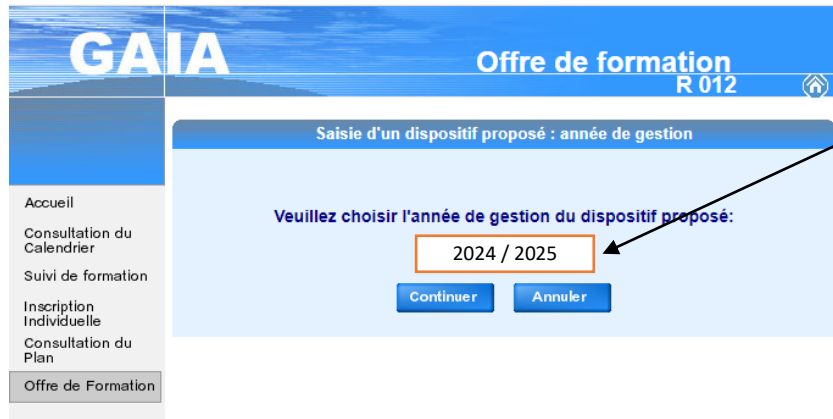 GAIA
Offre de formation
R 012
Saisie d'un dispositif proposé : année de gestion
Accueil
Consultation du
Calendrier
Suivi de formation
Inscription
Individuelle
Consultation du
Plan
Offre de Formation
Veuillez choisir l'année de gestion du dispositif proposé:
2024 / 2025
Continuer Annuler